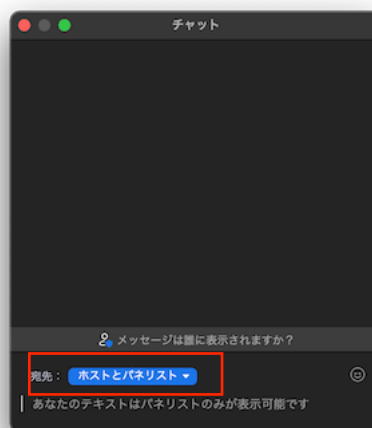 チャット
メッセージは誰に表示されますか？
宛先： ホストとパネリスト
あなたのテキストはパネリストのみが表示可能です